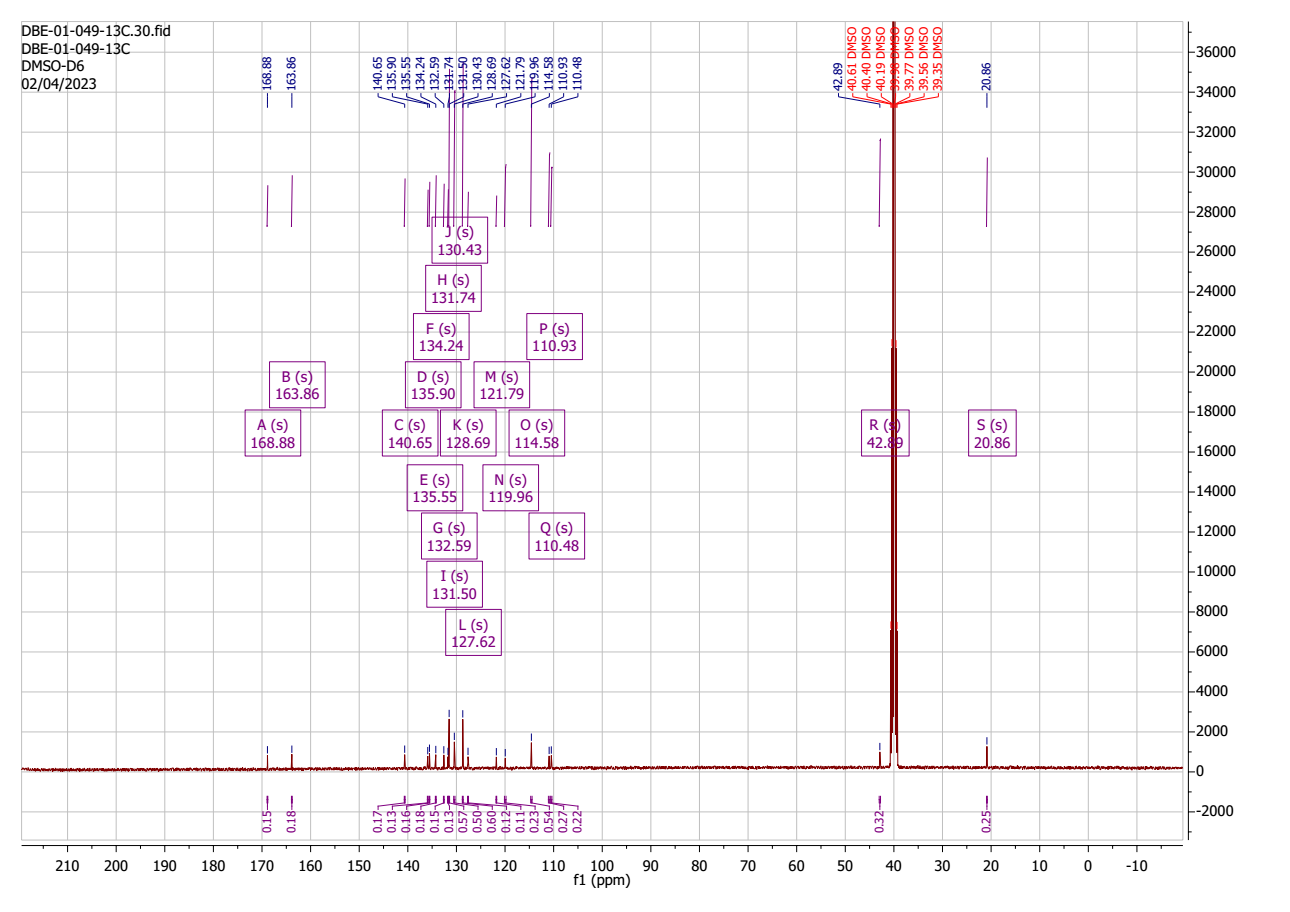 DBE-01-049-13C.30.fid
DBE-01-049-13C
DMSO-D6
02/04/2023
168.88
163.86
140.65
135.90
135.55
134.24
132.59
131.74
131.50
130.43
128.69
127.62
121.79
119.96
114.58
110.93
110.48
42.89
40.61 DMSO
40.40 DMSO
40.19 DMSO
39.77 DMSO
39.56 DMSO
39.35 DMSO
20.86
J (s)
130.43
H (s)
131.74
F (s)
134.24
P (s)
110.93
B (s)
163.86
D (s)
135.90
M (s)
121.79
A (s)
168.88
C (s)
140.65
K (s)
128.69
O (s)
114.58
R (s)
42.89
S (s)
20.86
E (s)
135.55
N (s)
119.96
G (s)
132.59
Q (s)
110.48
I (s)
131.50
L (s)
127.62
36000
34000
32000
30000
28000
26000
24000
22000
20000
18000
16000
14000
12000
10000
8000
6000
4000
2000
0
-2000
0.15
0.18
0.17
0.13
0.16
0.18
0.15
0.13
0.57
0.50
0.60
0.12
0.11
0.23
0.54
0.27
0.22
0.32
0.25
210 200 190 180 170 160 150 140 130 120 110 100 90 80 70 60 50 40 30 20 10 0 -10
f1 (ppm)